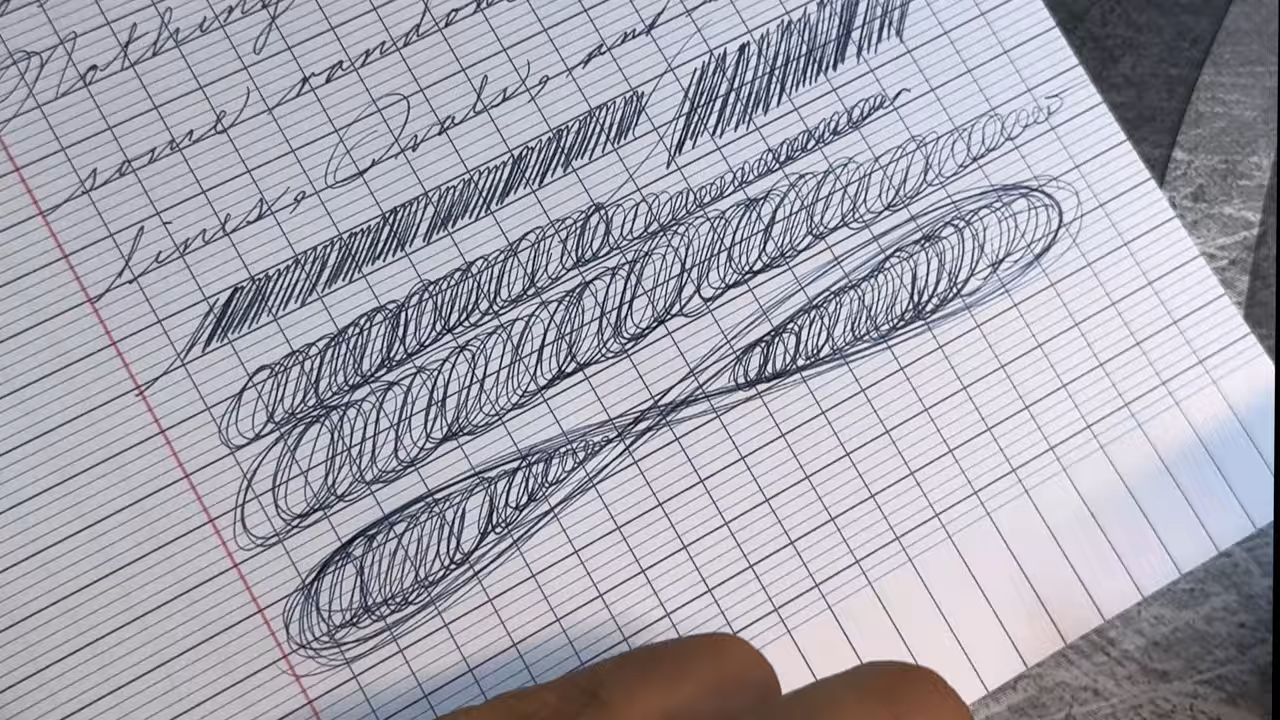 Nothing
some random
Lines, Ovals, and